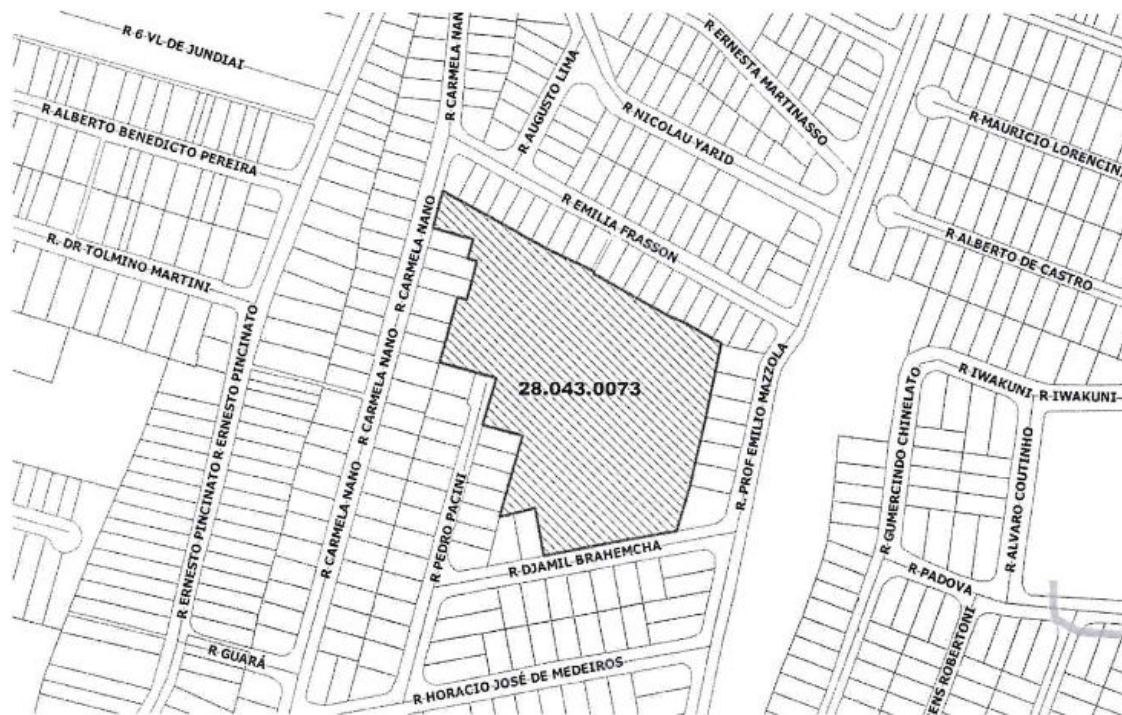 R 6 VL DE JUNDIAI
R CARMELA NANO
R AUGUSTO LIMA
R ERNESTA MARTINASSO
R NICOLAU YARID
R MAURICIO LORENCINI
R ALBERTO BENEDICTO PEREIRA
R EMILIA FRASSON
R ALBERTO DE CASTRO
R. DR TOLMINO MARTINI
R CARMELA NANO
R CARMELA NANO
R ERNESTO PINCINATO
R ERNESTO PINCINATO
28.043.0073
R. PROF EMILIO MAZZOLA
R IWAKUNI
R IWAKUNI
R GUMERCINDO CHINELATO
R ALVARO COUTINHO
R CARMELA NANO
R PEDRO PACINI
R DJAMIL BRAHEMCHA
R PADOVA
ENS ROBERTONI
R GUARÁ
R HORACIO JOSÉ DE MEDEIROS